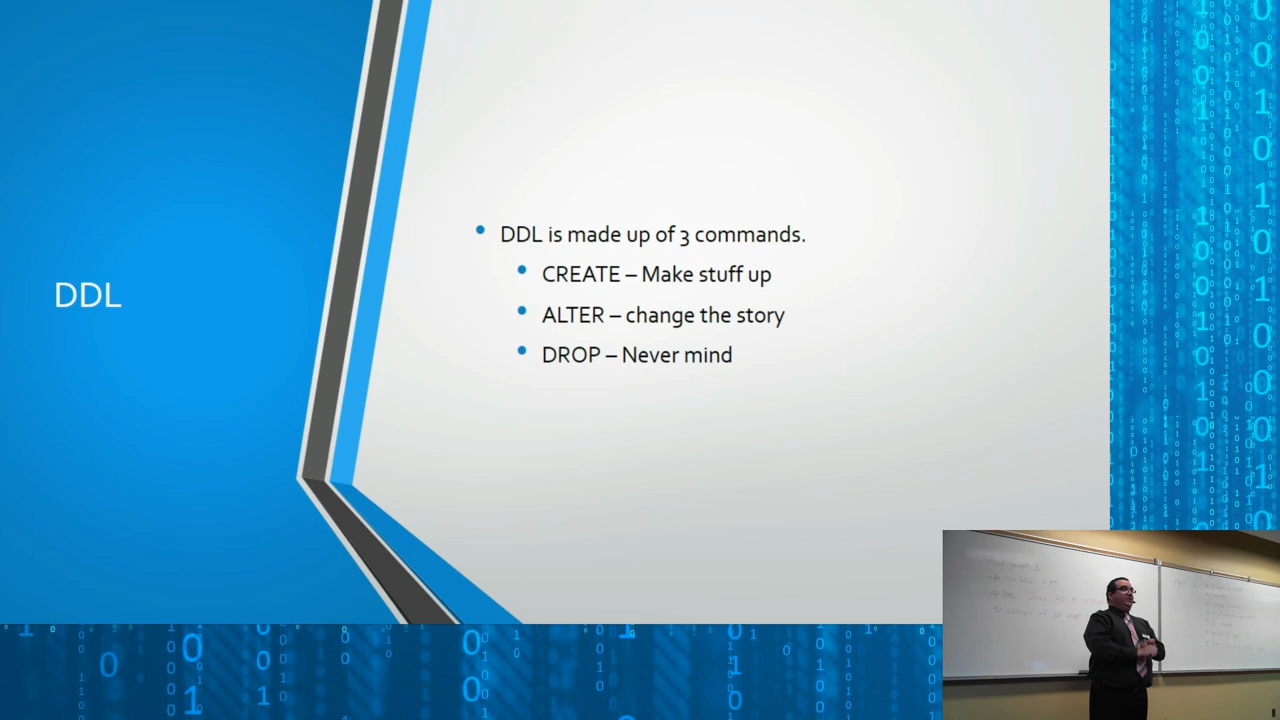 DDL
DDL is made up of 3 commands.
CREATE – Make stuff up
ALTER – change the story
DROP – Never mind